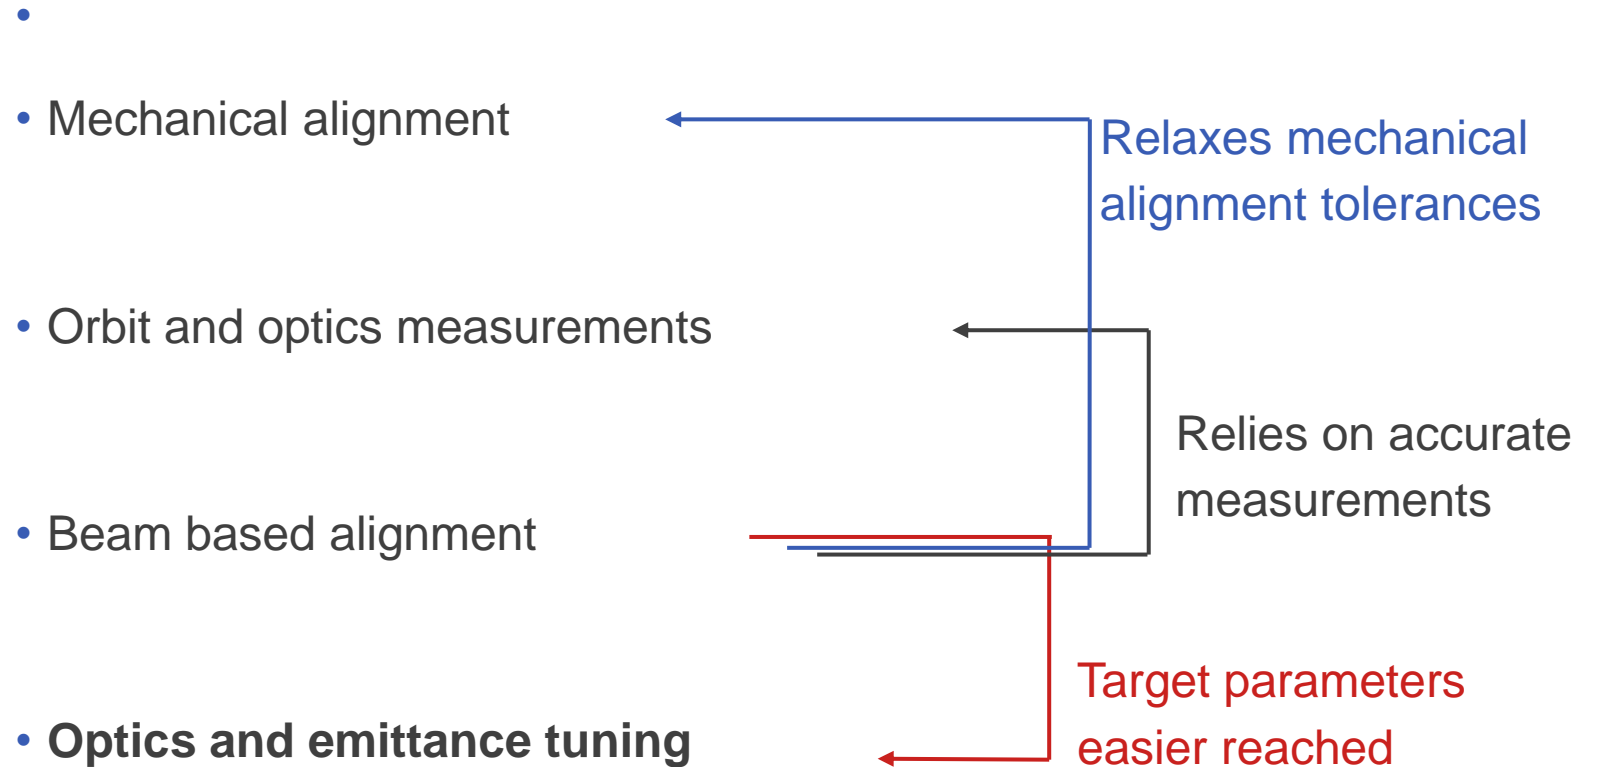 •
• Mechanical alignment
Relaxes mechanical
alignment tolerances
• Orbit and optics measurements
Relies on accurate
measurements
• Beam based alignment
Target parameters
easier reached
• Optics and emittance tuning